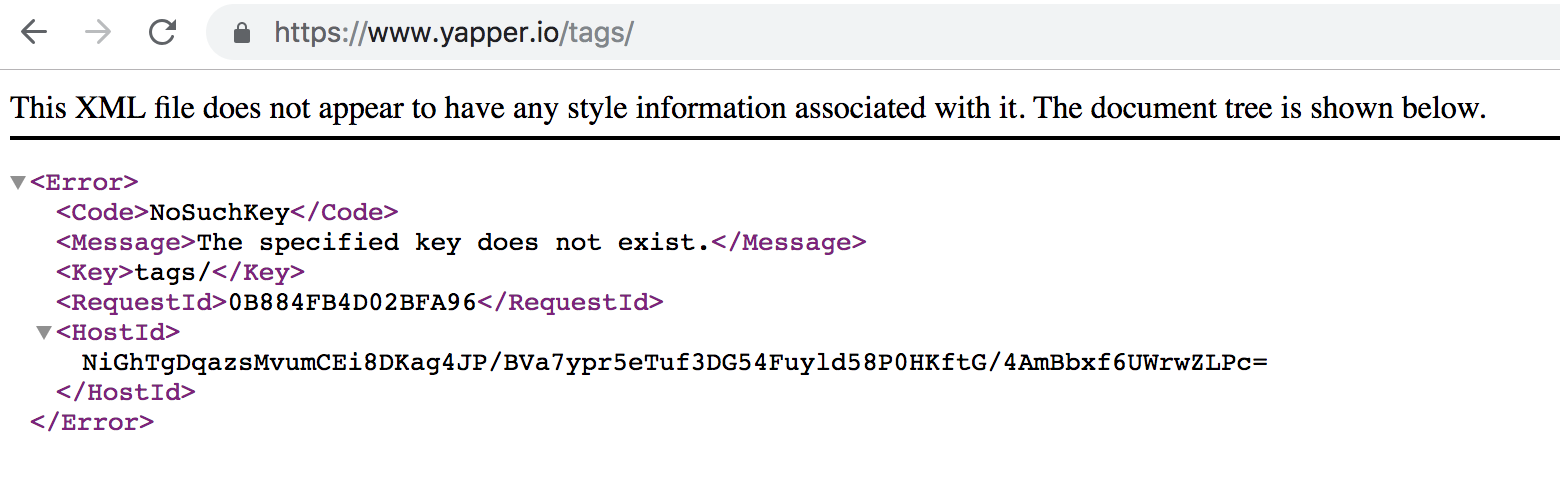 https://www.yapper.io/tags/
This XML file does not appear to have any style information associated with it. The document tree is shown below.
<Error>
<Code>NoSuchKey</Code>
<Message>The specified key does not exist.</Message>
<Key>tags/</Key>
<RequestId>0B884FB4D02BFA96</RequestId>
<HostId>
NiGhTgDqazsMvumCEi8DKag4JP/BVa7ypr5eTuf3DG54Fuyld58P0HKftG/4AmBbxf6UWrwZLPc=
</HostId>
</Error>